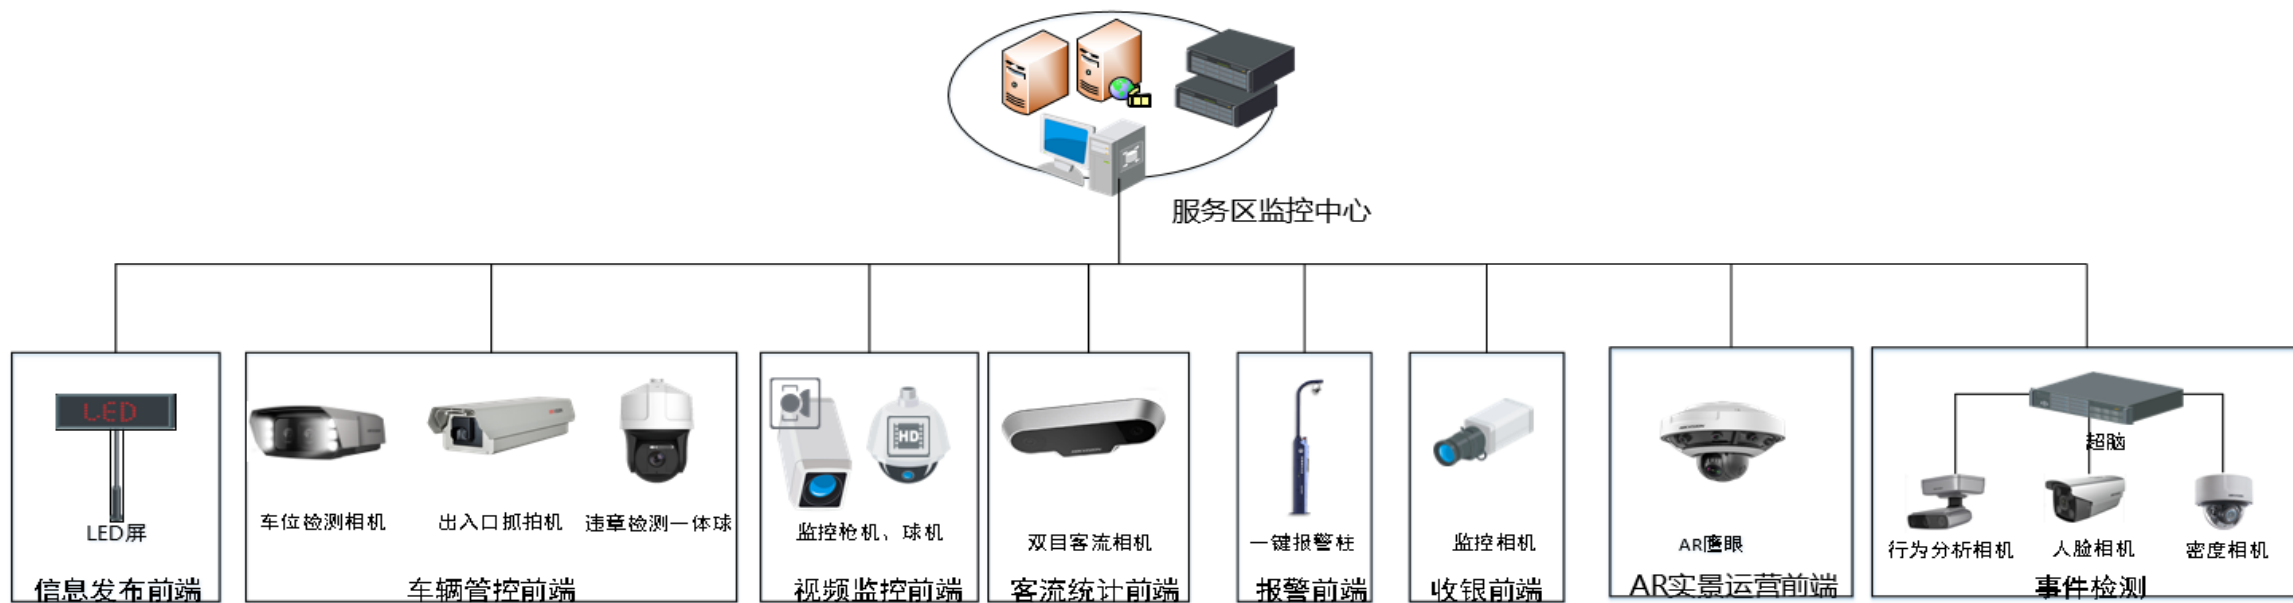 服务区监控中心
LED
LED屏
信息发布前端
车位检测相机
出入口抓拍机
违章检测一体球
车辆管控前端
HD
监控枪机、球机
视频监控前端
双目客流相机
客流统计前端
一键报警柱
报警前端
监控相机
收银前端
AR鹰眼
AR实景运营前端
超脑
行为分析相机
人脸相机
密度相机
事件检测